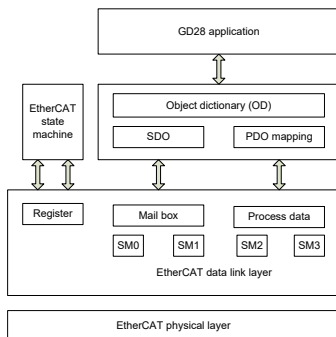 GD28 application
EtherCAT
state
machine
Object dictionary (OD)
SDO
PDO mapping
Register
Mail box
Process data
SM0
SM1
SM2
SM3
EtherCAT data link layer
EtherCAT physical layer